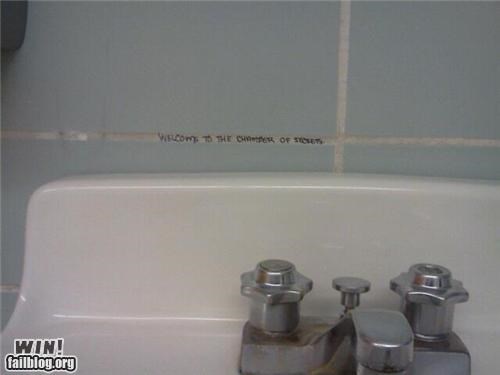 WELCOME TO THE CHAMBER OF SECRETS
WIN!
failblog.org